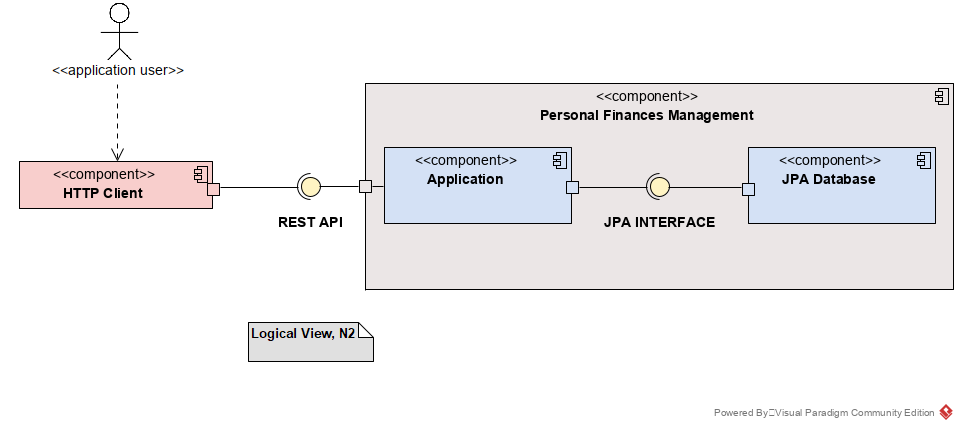 <<application user>>
<<component>>
HTTP Client
REST API
<<component>>
Personal Finances Management
<<component>>
Application
JPA INTERFACE
<<component>>
JPA Database
Logical View, N2
Powered By Visual Paradigm Community Edition